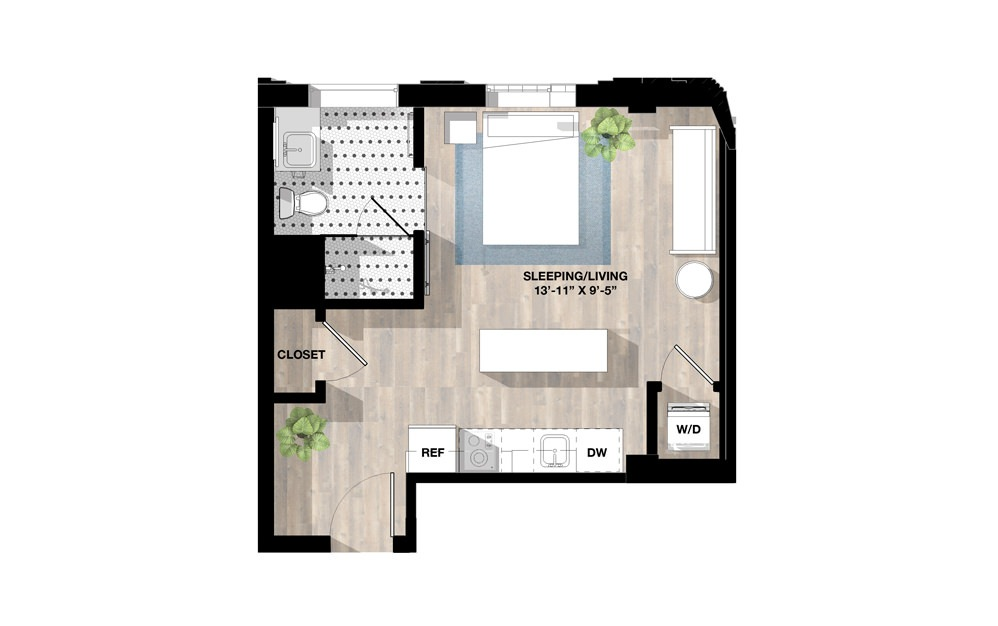 SLEEPING/LIVING
13’-11” X 9’-5”
CLOSET
W/D
REF
DW